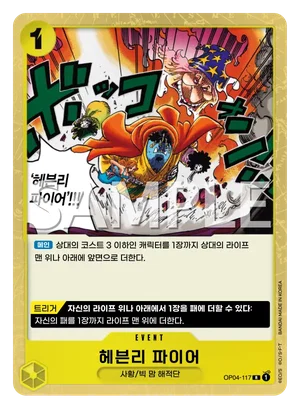 1
보ㅋㅋㅗ
'헤븐리
파이어'!!!
SAMPLE
메인 상대의 코스트 3 이하인 캐릭터를 1장까지 상대의 라이프
맨 위나 아래에 앞면으로 더한다.
트리거 자신의 라이프 위나 아래에서 1장을 패에 더할 수 있다:
자신의 패를 1장까지 라이프 맨 위에 더한다.
EVENT
헤븐리 파이어
사황/빅 맘 해적단
OP04-117 R 1